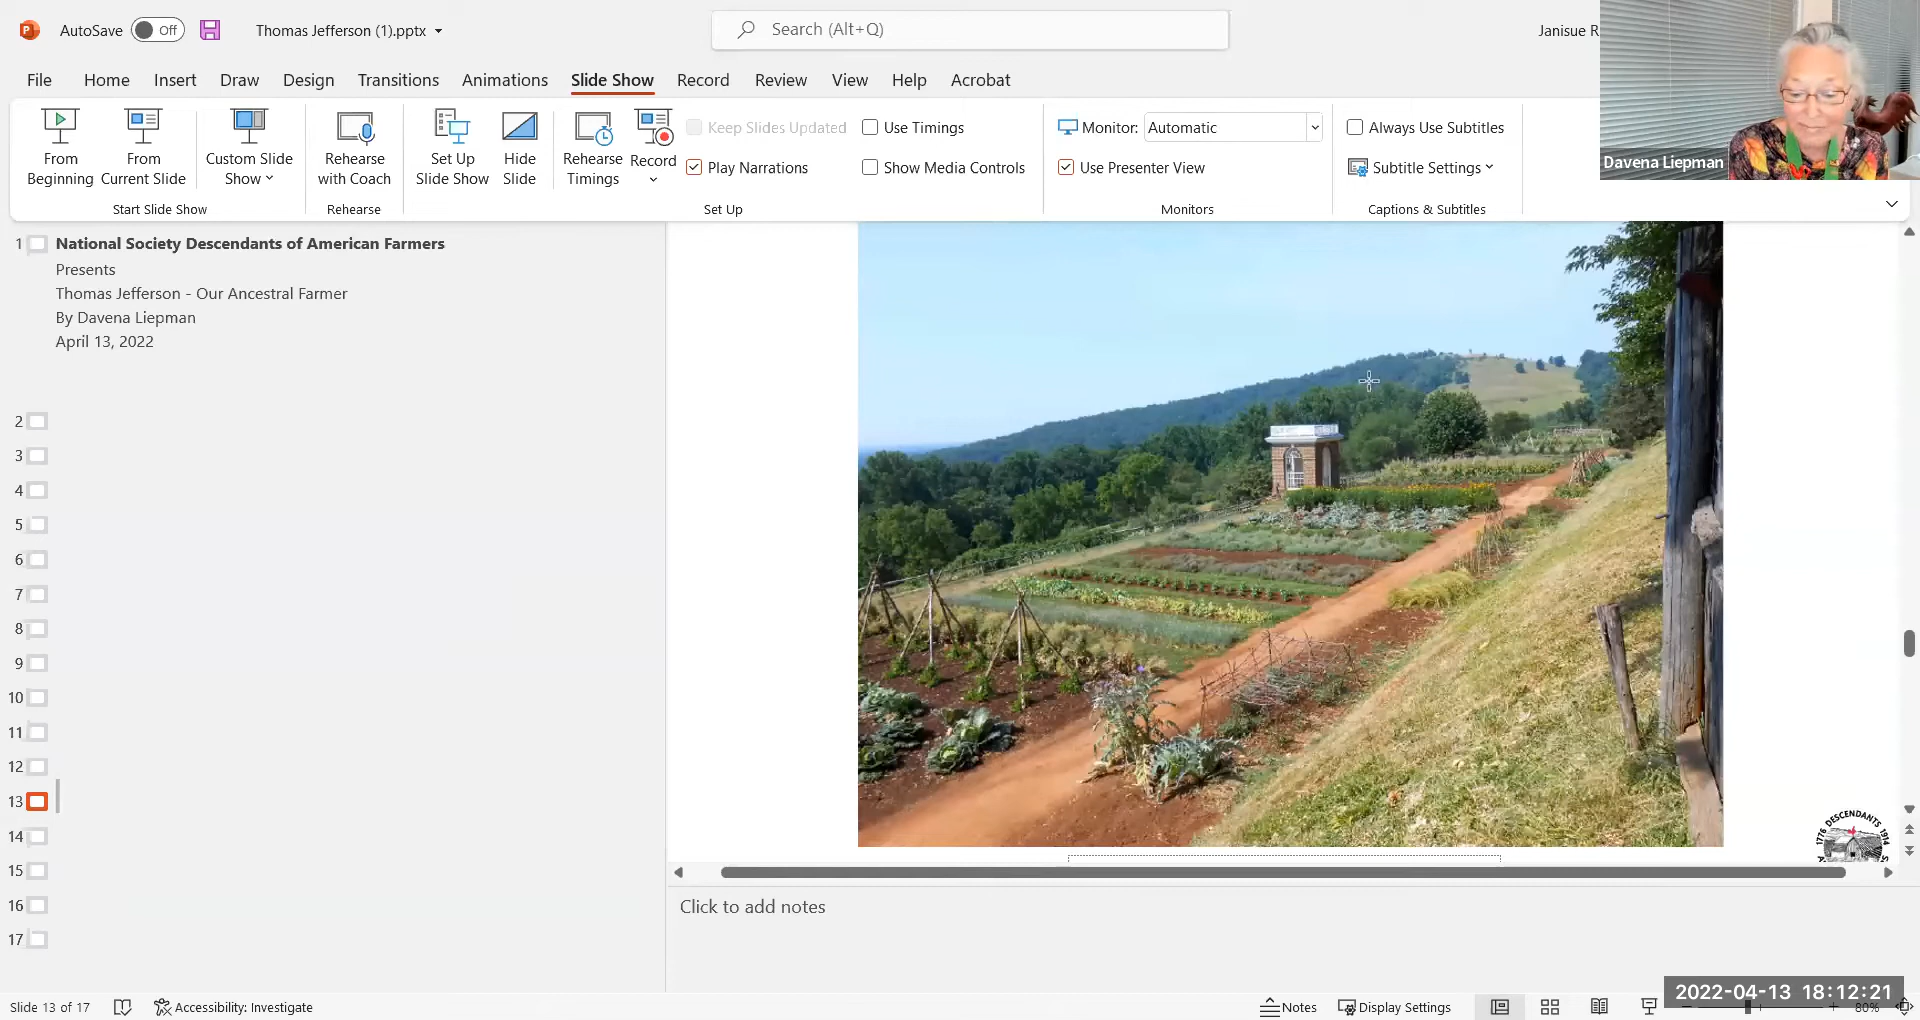 AutoSave Off Thomas Jefferson (1).pptx Search (Alt+Q) Janisue R
File Home Insert Draw Design Transitions Animations Slide Show Record Review View Help Acrobat
From Beginning
From Current Slide
Custom Slide Show
Start Slide Show
Rehearse with Coach
Rehearse
Set Up Slide Show
Hide Slide
Rehearse Timings
Record
Keep Slides Updated
Play Narrations
Use Timings
Show Media Controls
Set Up
Monitor: Automatic
Use Presenter View
Monitors
Always Use Subtitles
Subtitle Settings
Captions & Subtitles
Davena Liepman
1 National Society Descendants of American Farmers
Presents
Thomas Jefferson - Our Ancestral Farmer
By Davena Liepman
April 13, 2022
2
3
4
5
6
7
8
9
10
11
12
13
14
15
16
17
1776 DESCENDANTS 1914
Click to add notes
Slide 13 of 17 Accessibility: Investigate Notes Display Settings 80%
2022-04-13 18:12:21